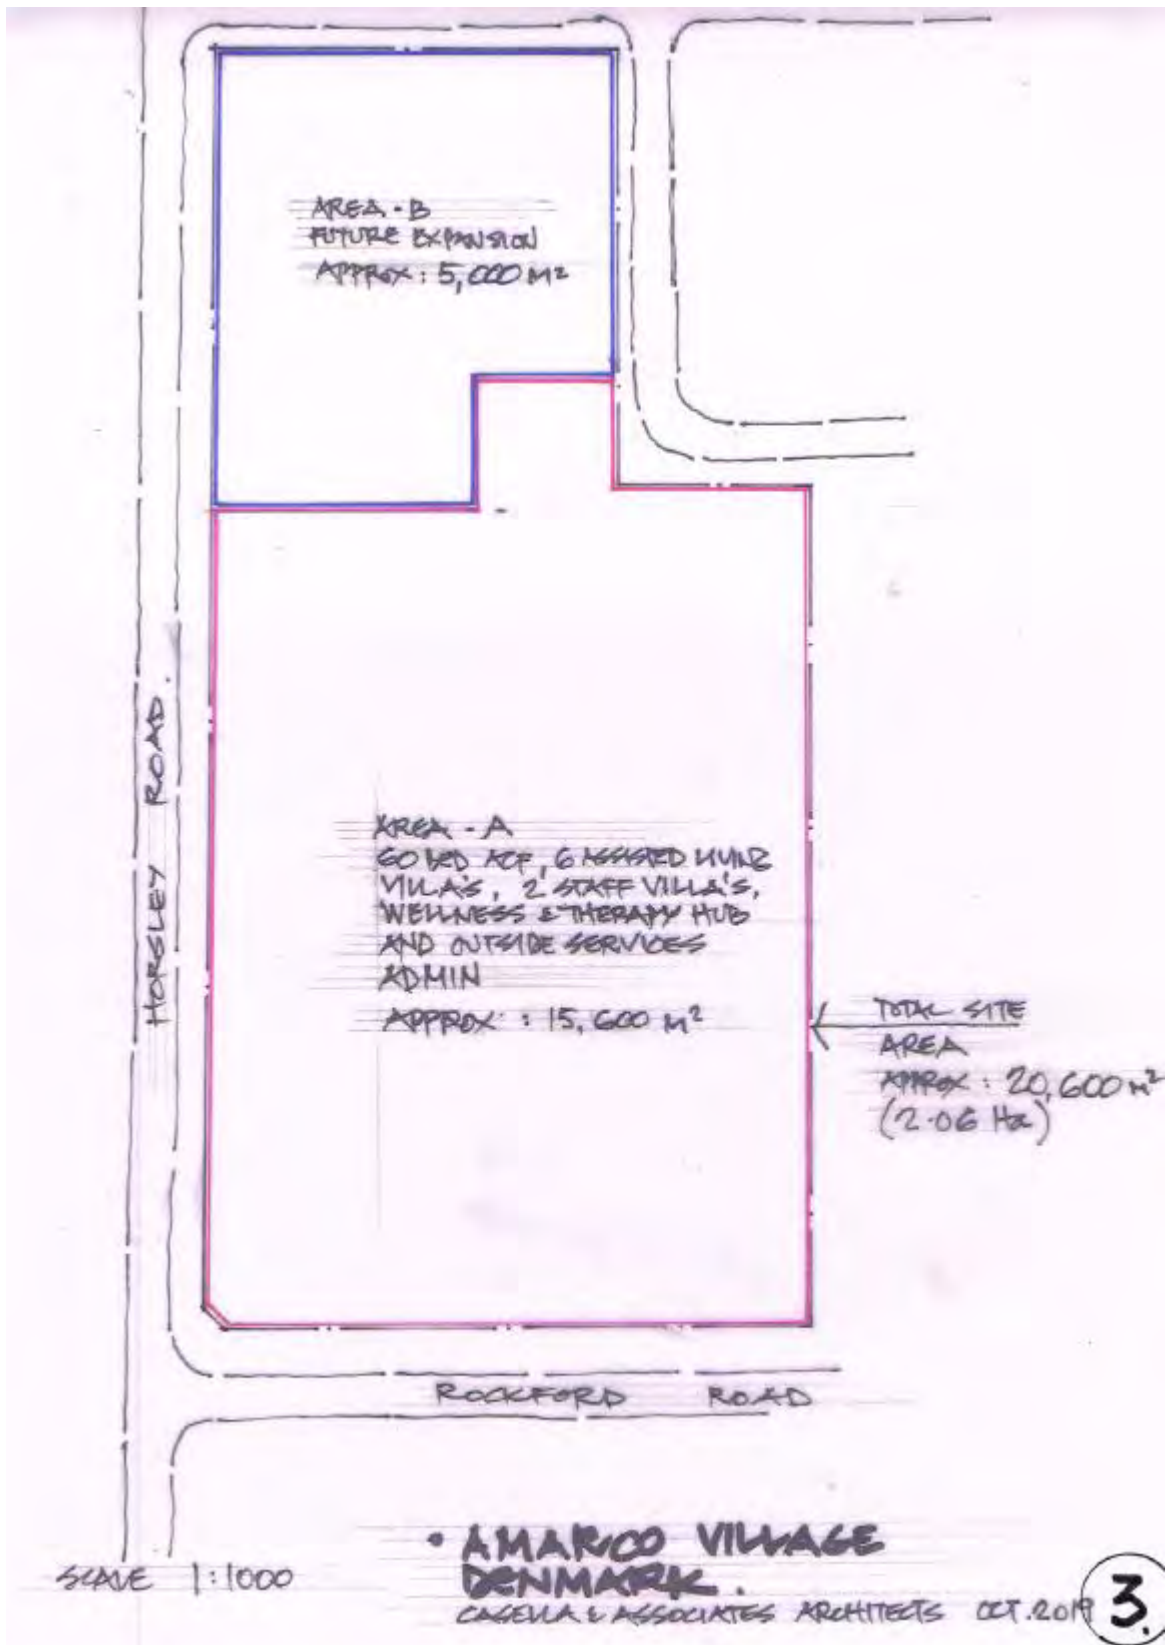 AREA - B
FUTURE EXPANSION
APPROX : 5,000 M²
HORSLEY ROAD.
AREA - A
60 BED ACF, 6 ASSISTED LIVING
VILLA'S, 2 STAFF VILLA'S,
WELLNESS & THERAPY HUB
AND OUTSIDE SERVICES
ADMIN
APPROX : 15,600 M²
TOTAL SITE
AREA
APPROX : 20,600 M²
(2.06 Ha)
ROCKFORD ROAD
• AMARCO VILLAGE
DENMARK.
SCALE 1:1000
CASELLA & ASSOCIATES ARCHITECTS OCT. 2019
3.